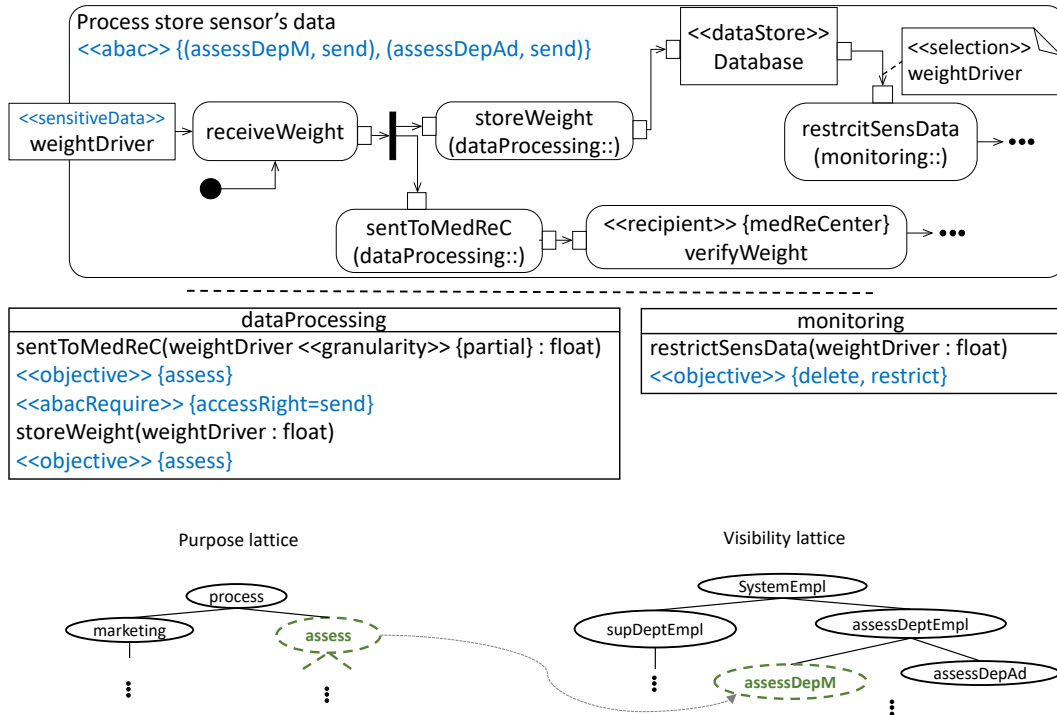 Process store sensor's data
<<abac>> {(assessDepM, send), (assessDepAd, send)}
<<dataStore>>
Database
<<selection>>
weightDriver
<<sensitiveData>>
weightDriver
receiveWeight
storeWeight
(dataProcessing::)
restrcitSensData
(monitoring::)
sentToMedReC
(dataProcessing::)
<<recipient>> {medReCenter}
verifyWeight
dataProcessing
sentToMedReC(weightDriver <<granularity>> {partial} : float)
<<objective>> {assess}
<<abacRequire>> {accessRight=send}
storeWeight(weightDriver : float)
<<objective>> {assess}
monitoring
restrictSensData(weightDriver : float)
<<objective>> {delete, restrict}
Purpose lattice
process
marketing
assess
Visibility lattice
SystemEmpl
supDeptEmpl
assessDeptEmpl
assessDepM
assessDepAd